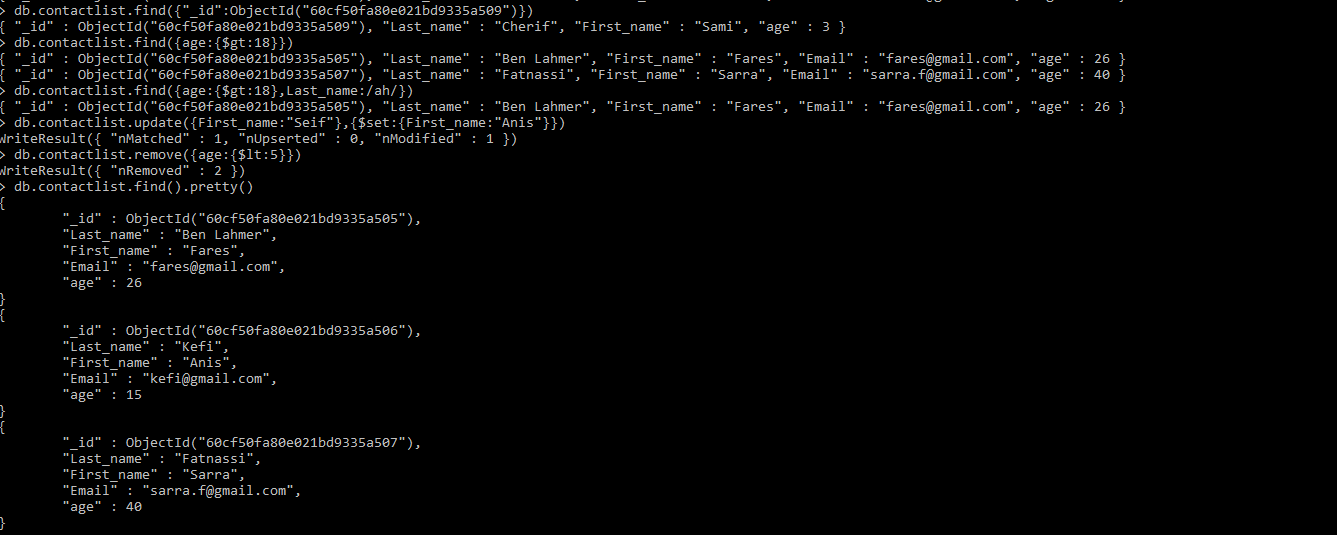 > db.contactlist.find({"_id":ObjectId("60cf50fa80e021bd9335a509")})
{ "_id" : ObjectId("60cf50fa80e021bd9335a509"), "Last_name" : "Cherif", "First_name" : "Sami", "age" : 3 }
> db.contactlist.find({age:{$gt:18}})
{ "_id" : ObjectId("60cf50fa80e021bd9335a505"), "Last_name" : "Ben Lahmer", "First_name" : "Fares", "Email" : "fares@gmail.com", "age" : 26 }
{ "_id" : ObjectId("60cf50fa80e021bd9335a507"), "Last_name" : "Fatnassi", "First_name" : "Sarra", "Email" : "sarra.f@gmail.com", "age" : 40 }
> db.contactlist.find({age:{$gt:18},Last_name:/ah/})
{ "_id" : ObjectId("60cf50fa80e021bd9335a505"), "Last_name" : "Ben Lahmer", "First_name" : "Fares", "Email" : "fares@gmail.com", "age" : 26 }
> db.contactlist.update({First_name:"Seif"},{$set:{First_name:"Anis"}})
WriteResult({ "nMatched" : 1, "nUpserted" : 0, "nModified" : 1 })
> db.contactlist.remove({age:{$lt:5}})
WriteResult({ "nRemoved" : 2 })
> db.contactlist.find().pretty()
{
"_id" : ObjectId("60cf50fa80e021bd9335a505"),
"Last_name" : "Ben Lahmer",
"First_name" : "Fares",
"Email" : "fares@gmail.com",
"age" : 26
}
{
"_id" : ObjectId("60cf50fa80e021bd9335a506"),
"Last_name" : "Kefi",
"First_name" : "Anis",
"Email" : "kefi@gmail.com",
"age" : 15
}
{
"_id" : ObjectId("60cf50fa80e021bd9335a507"),
"Last_name" : "Fatnassi",
"First_name" : "Sarra",
"Email" : "sarra.f@gmail.com",
"age" : 40
}